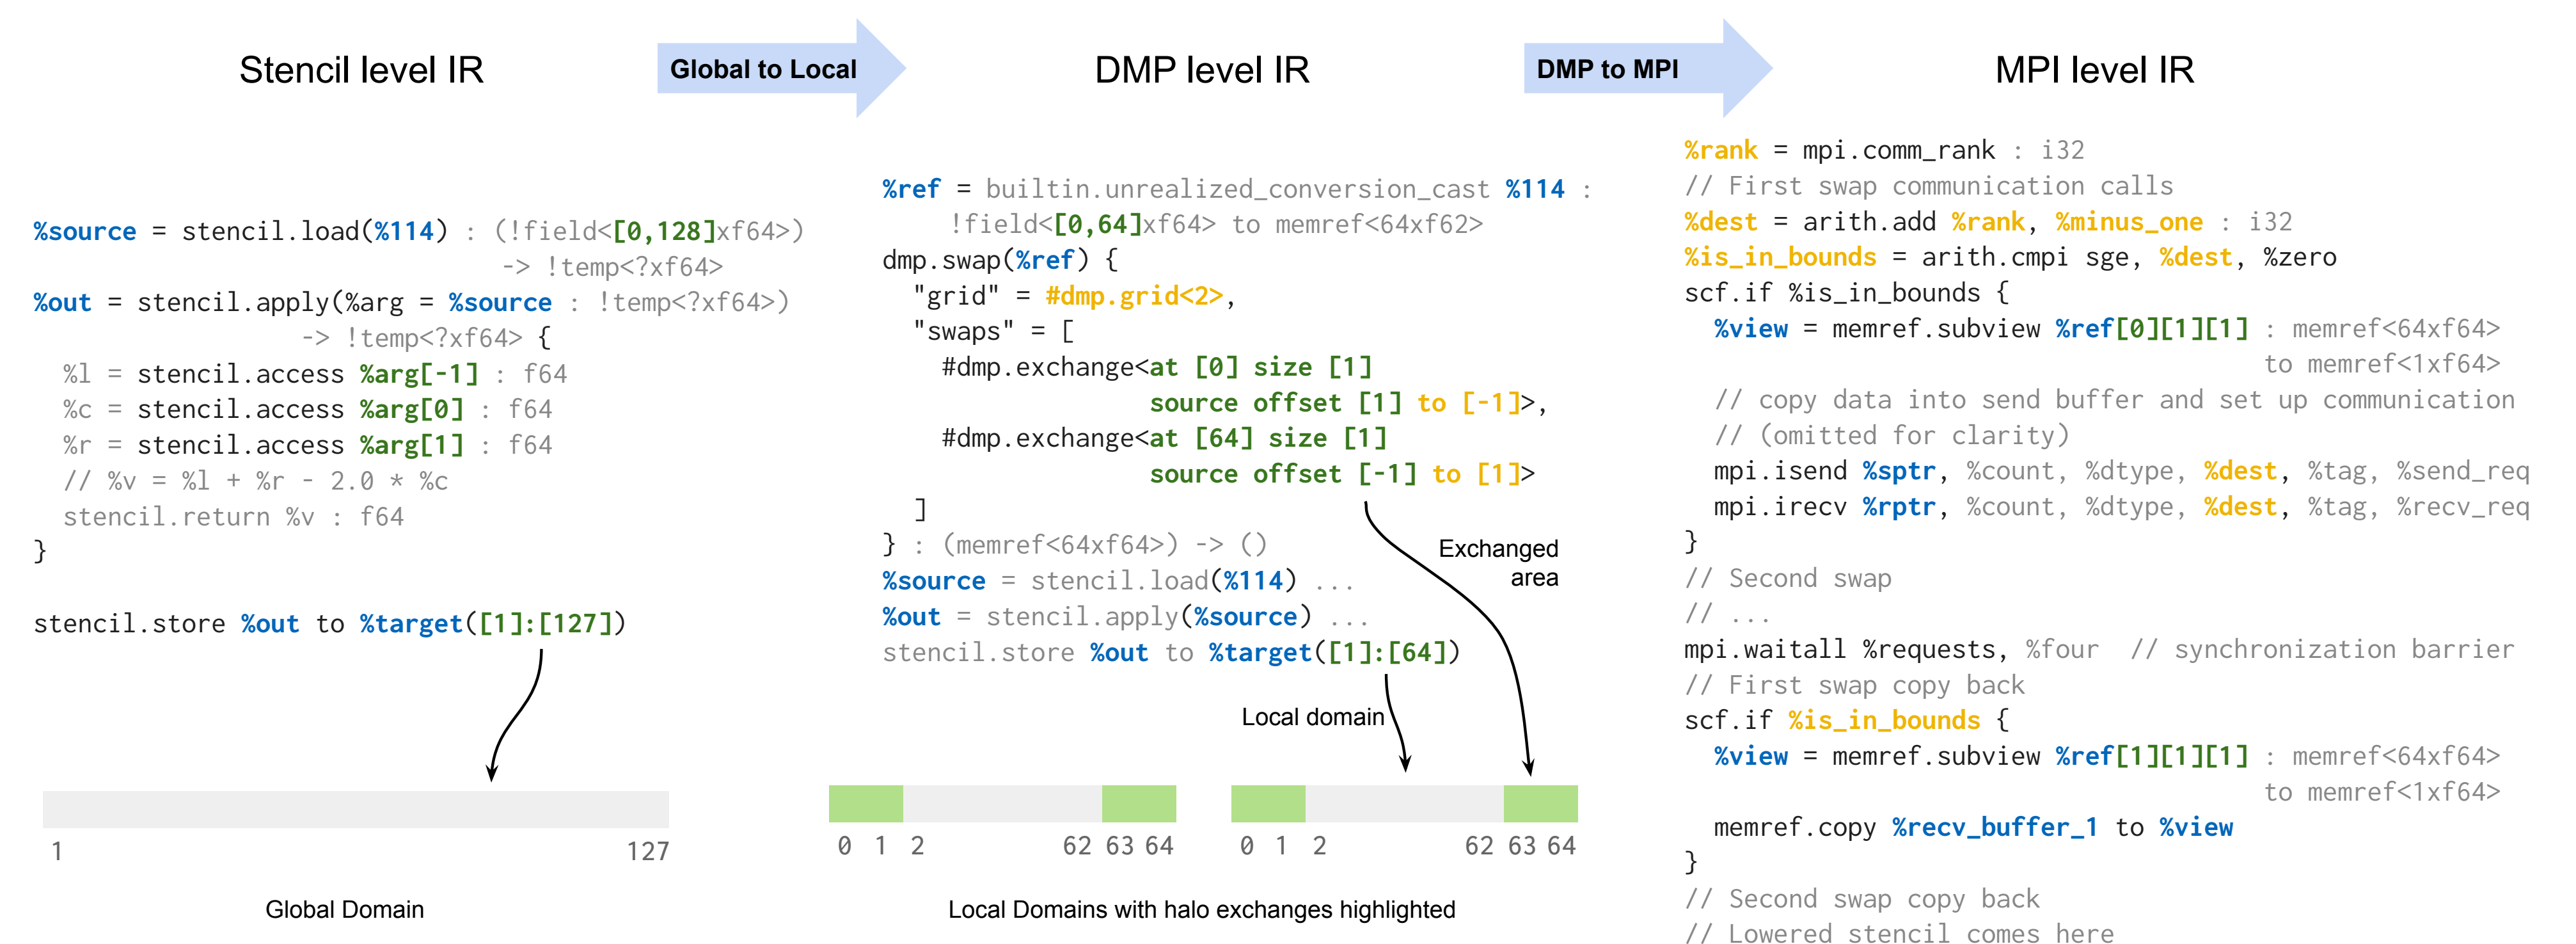 Stencil level IR
Global to Local
DMP level IR
DMP to MPI
MPI level IR
%source = stencil.load(%114) : (!field<[0,128]xf64>)
-> !temp<?xf64>
%out = stencil.apply(%arg = %source : !temp<?xf64>)
-> !temp<?xf64> {
%l = stencil.access %arg[-1] : f64
%c = stencil.access %arg[0] : f64
%r = stencil.access %arg[1] : f64
// %v = %l + %r - 2.0 * %c
stencil.return %v : f64
}
stencil.store %out to %target([1]:[127])
1
127
Global Domain
%ref = builtin.unrealized_conversion_cast %114 :
!field<[0,64]xf64> to memref<64xf62>
dmp.swap(%ref) {
"grid" = #dmp.grid<2>,
"swaps" = [
#dmp.exchange<at [0] size [1]
source offset [1] to [-1]>,
#dmp.exchange<at [64] size [1]
source offset [-1] to [1]>
]
} : (memref<64xf64>) -> ()
%source = stencil.load(%114) ...
%out = stencil.apply(%source) ...
stencil.store %out to %target([1]:[64])
Exchanged
area
Local domain
0 1 2 62 63 64
0 1 2 62 63 64
Local Domains with halo exchanges highlighted
%rank = mpi.comm_rank : i32
// First swap communication calls
%dest = arith.add %rank, %minus_one : i32
%is_in_bounds = arith.cmpi sge, %dest, %zero
scf.if %is_in_bounds {
%view = memref.subview %ref[0][1][1] : memref<64xf64>
to memref<1xf64>
// copy data into send buffer and set up communication
// (omitted for clarity)
mpi.isend %sptr, %count, %dtype, %dest, %tag, %send_req
mpi.irecv %rptr, %count, %dtype, %dest, %tag, %recv_req
}
// Second swap
// ...
mpi.waitall %requests, %four // synchronization barrier
// First swap copy back
scf.if %is_in_bounds {
%view = memref.subview %ref[1][1][1] : memref<64xf64>
to memref<1xf64>
memref.copy %recv_buffer_1 to %view
}
// Second swap copy back
// Lowered stencil comes here